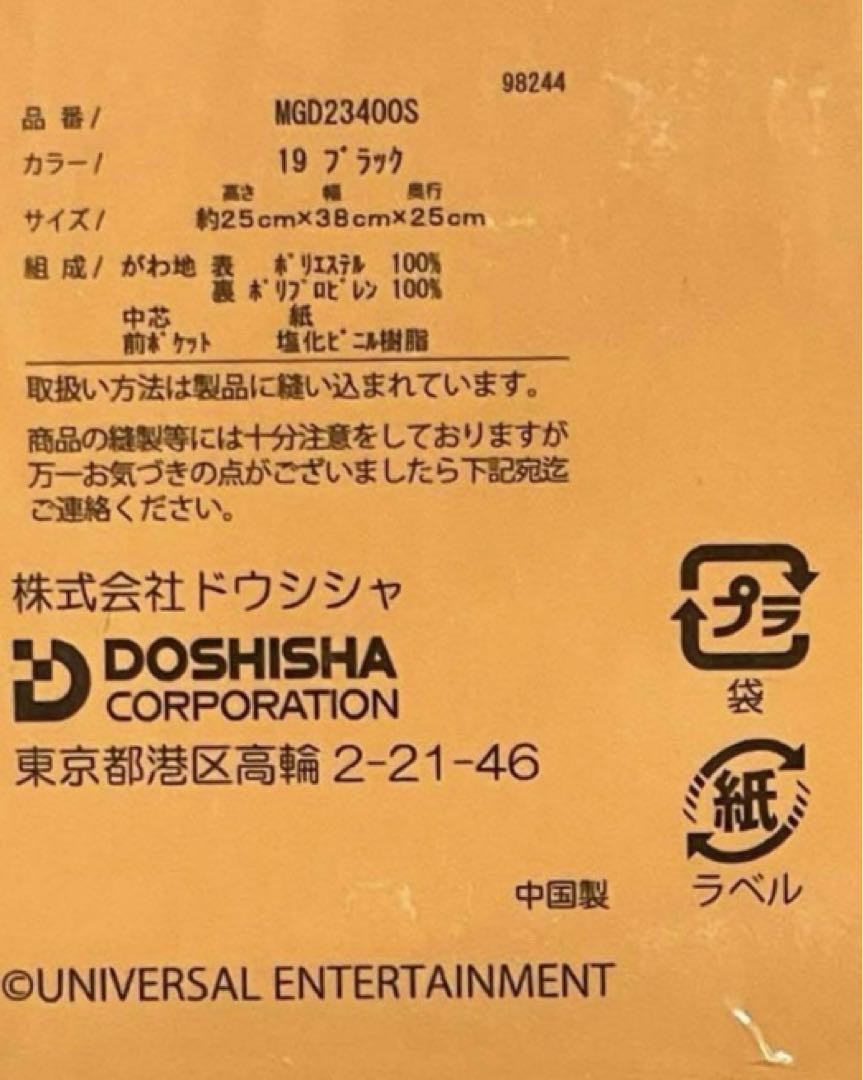 98244
品 番/ MGD23400S
カラー/ 19 ブラック
高さ 幅 奥行
サイズ/ 約25cm×38cm×25cm
組 成/ がわ地 表 ポリエステル 100%
裏 ポリプロピレン 100%
中芯 紙
前ポケット 塩化ビニル樹脂
取扱い方法は製品に縫い込まれています。
商品の縫製等には十分注意をしておりますが
万一お気づきの点がございましたら下記宛迄
ご連絡ください。
株式会社ドウシシャ
DOSHISHA
CORPORATION
東京都港区高輪2-21-46
プラ
袋
紙
ラベル
中国製
©UNIVERSAL ENTERTAINMENT